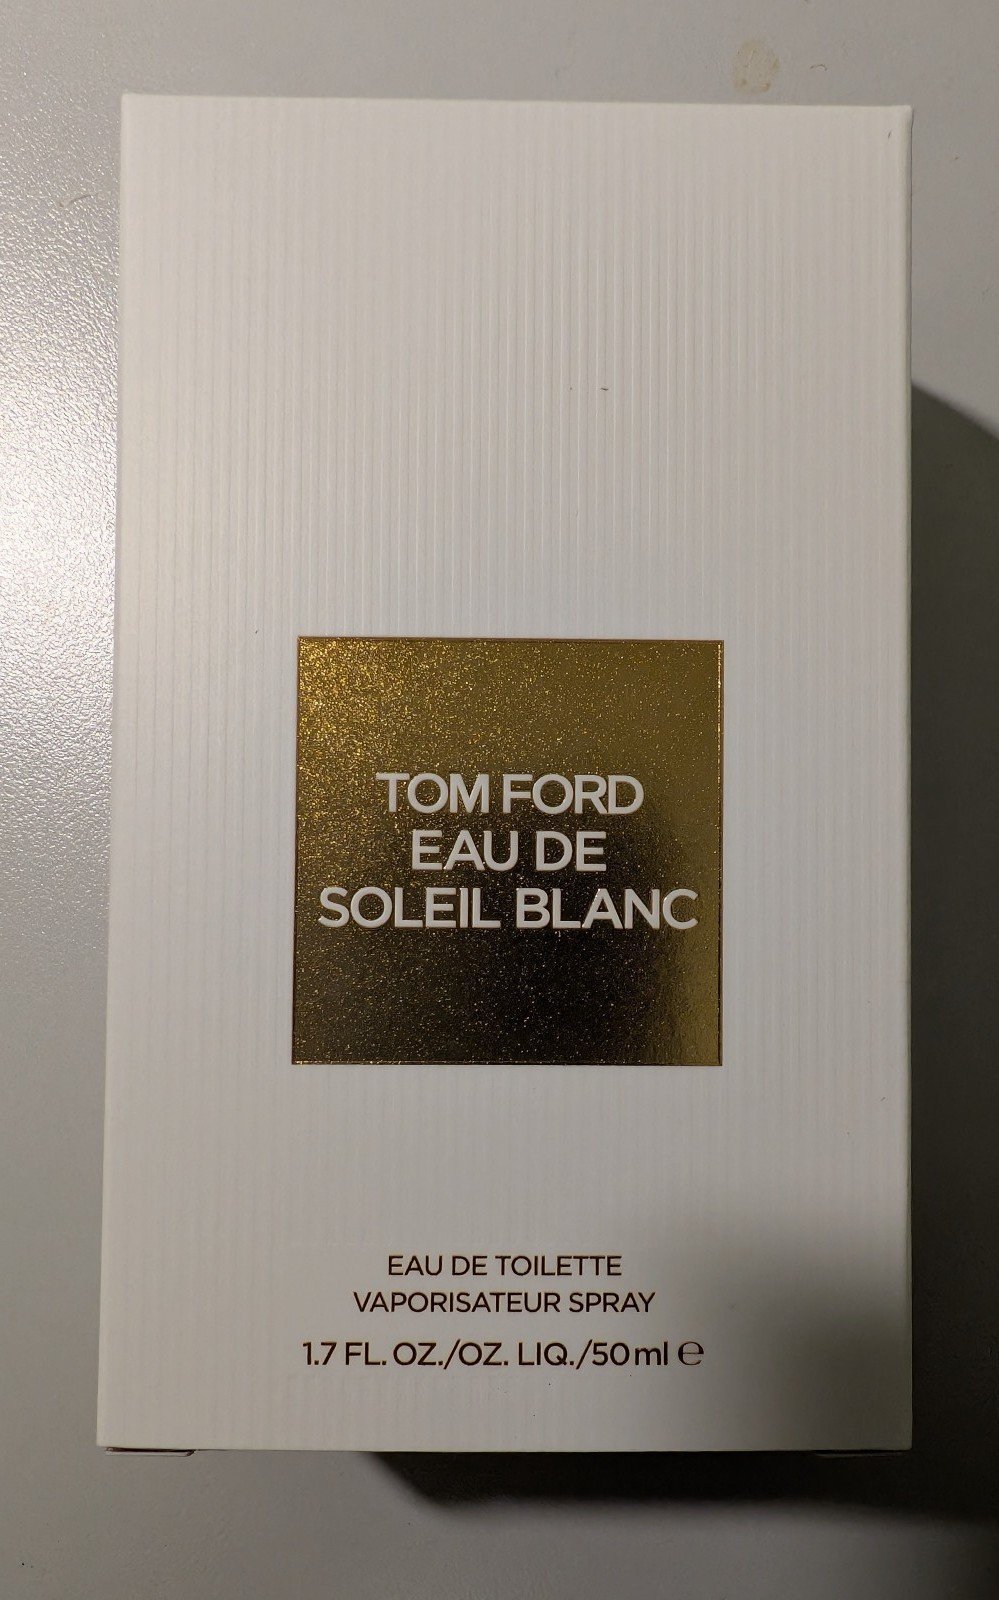 TOM FORD
EAU DE
SOLEIL BLANC
EAU DE TOILETTE
VAPORISATEUR SPRAY
1.7 FL. OZ./OZ. LIQ./50ml ℮